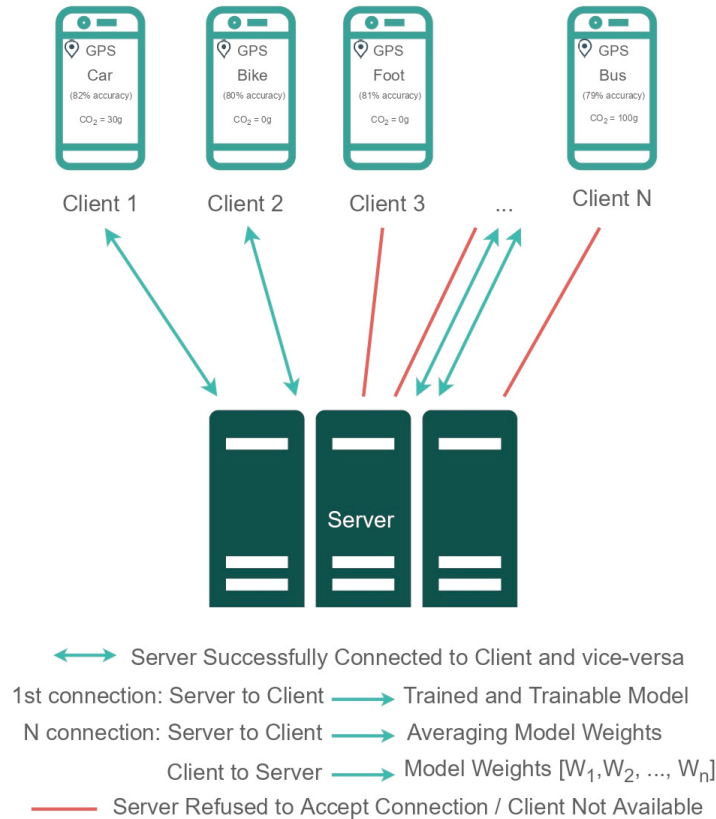 GPS
Car
(82% accuracy)
CO₂ = 30g
GPS
Bike
(80% accuracy)
CO₂ = 0g
GPS
Foot
(81% accuracy)
CO₂ = 0g
GPS
Bus
(79% accuracy)
CO₂ = 100g
Client 1
Client 2
Client 3
...
Client N
Server
Server Successfully Connected to Client and vice-versa
1st connection: Server to Client Trained and Trainable Model
N connection: Server to Client Averaging Model Weights
Client to Server Model Weights [W₁,W₂, ..., Wₙ]
Server Refused to Accept Connection / Client Not Available